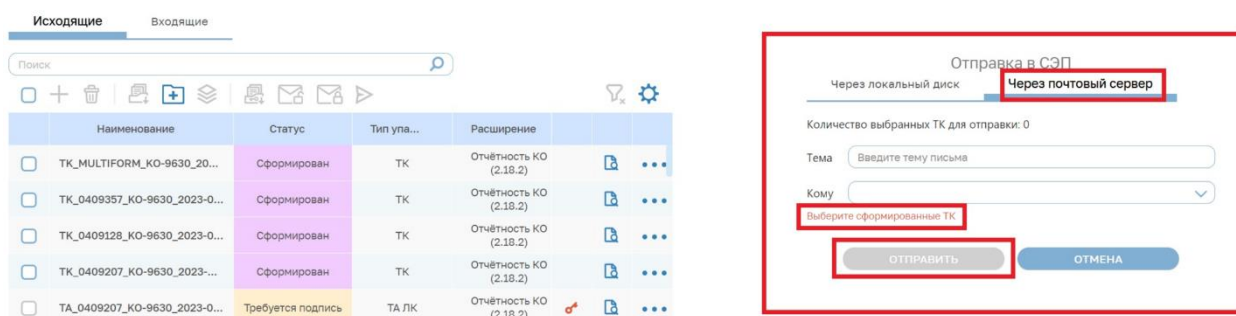 Исходящие Входящие
Поиск
Наименование Статус Тип упа... Расширение
TK_MULTIFORM_KO-9630_20... Сформирован ТК Отчётность КО
(2.18.2)
TK_0409357_KO-9630_2023-0... Сформирован ТК Отчётность КО
(2.18.2)
TK_0409128_KO-9630_2023-0... Сформирован ТК Отчётность КО
(2.18.2)
TK_0409207_KO-9630_2023-... Сформирован ТК Отчётность КО
(2.18.2)
TA_0409207_KO-9630_2023-0... Требуется подпись ТА ЛК Отчётность КО
(2.18.2)
Отправка в СЭП
Через локальный диск Через почтовый сервер
Количество выбранных ТК для отправки: 0
Тема Введите тему письма
Кому
Выберите сформированные ТК
ОТПРАВИТЬ ОТМЕНА